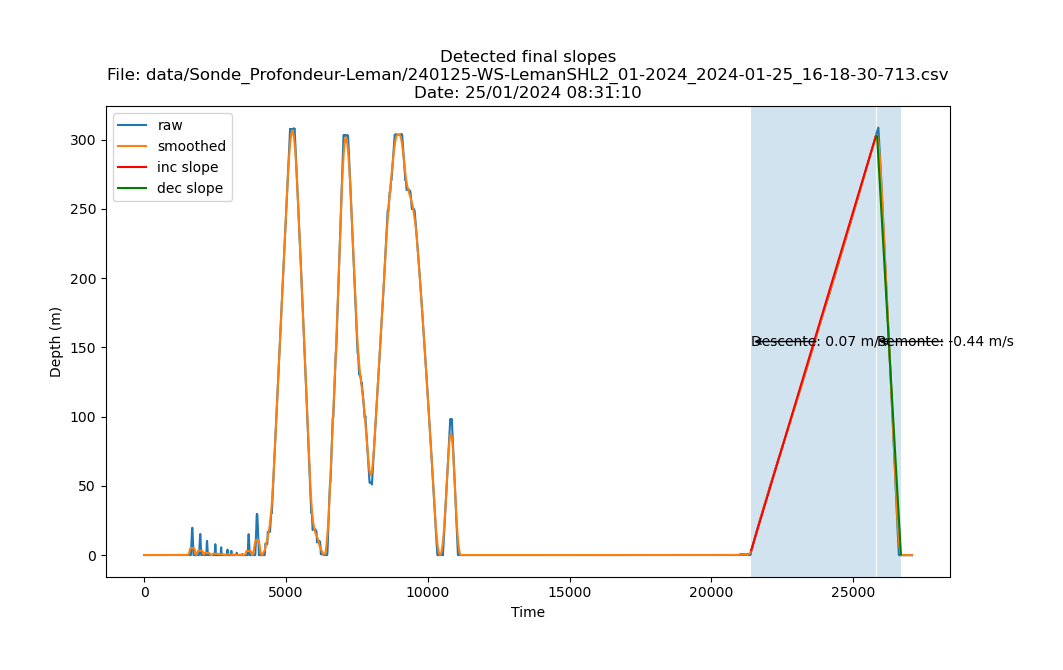 Detected final slopes
File: data/Sonde_Profondeur-Leman/240125-WS-LemanSHL2_01-2024_2024-01-25_16-18-30-713.csv
Date: 25/01/2024 08:31:10
raw
smoothed
inc slope
dec slope
300
250
200
150
100
50
0
Depth (m)
Descente: 0.07 m/s
Remonte: -0.44 m/s
0
5000
10000
15000
20000
25000
Time